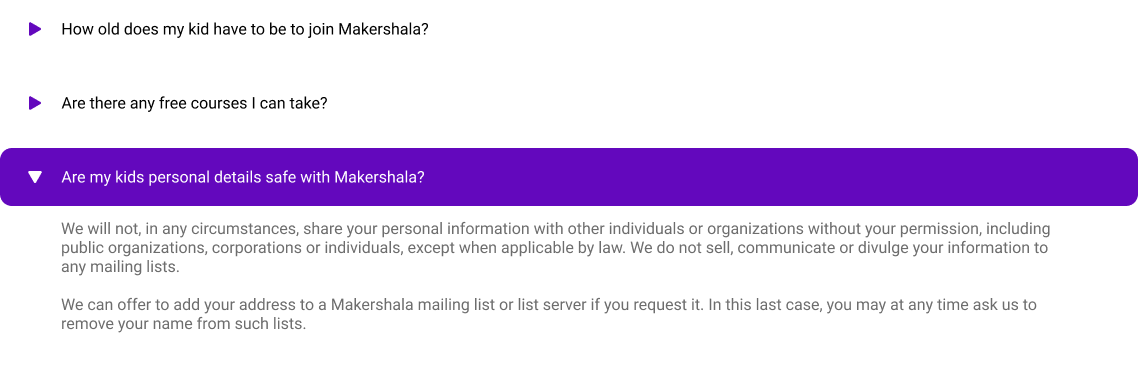 How old does my kid have to be to join Makershala?
Are there any free courses I can take?
Are my kids personal details safe with Makershala?
We will not, in any circumstances, share your personal information with other individuals or organizations without your permission, including
public organizations, corporations or individuals, except when applicable by law. We do not sell, communicate or divulge your information to
any mailing lists.
We can offer to add your address to a Makershala mailing list or list server if you request it. In this last case, you may at any time ask us to
remove your name from such lists.